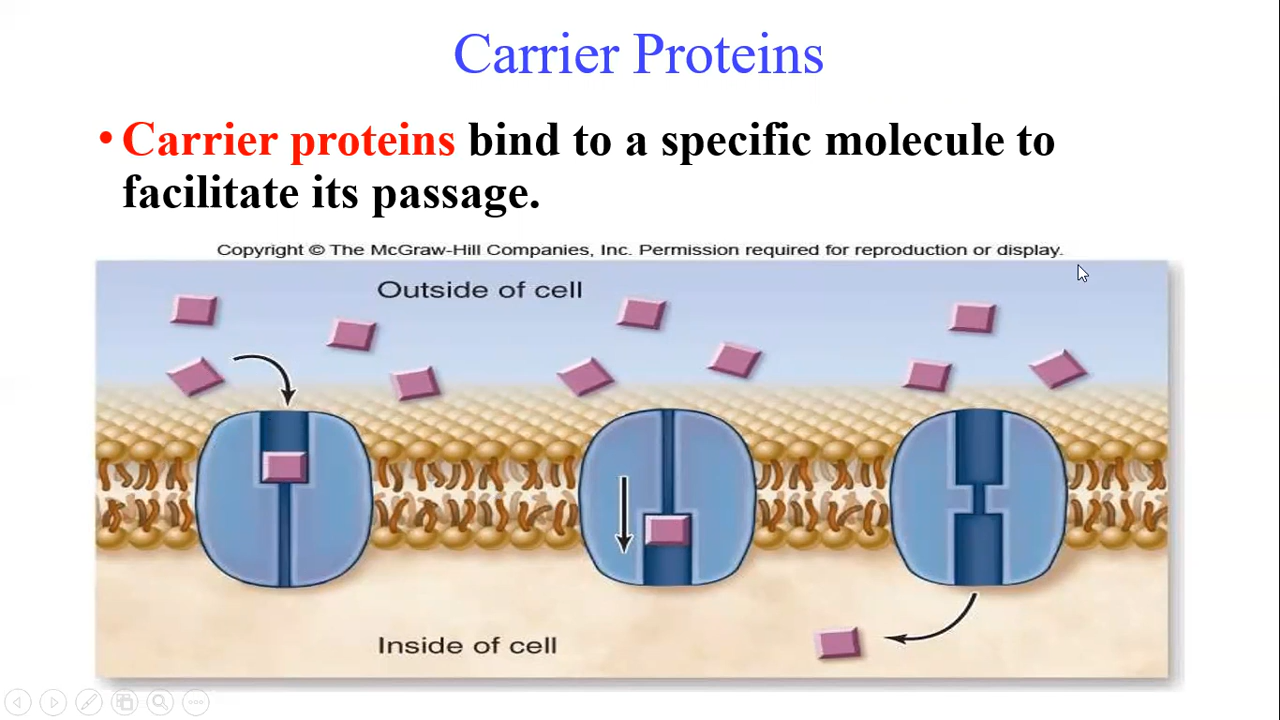 Carrier Proteins
• Carrier proteins bind to a specific molecule to
facilitate its passage.
Copyright © The McGraw-Hill Companies, Inc. Permission required for reproduction or display.
Outside of cell
Inside of cell